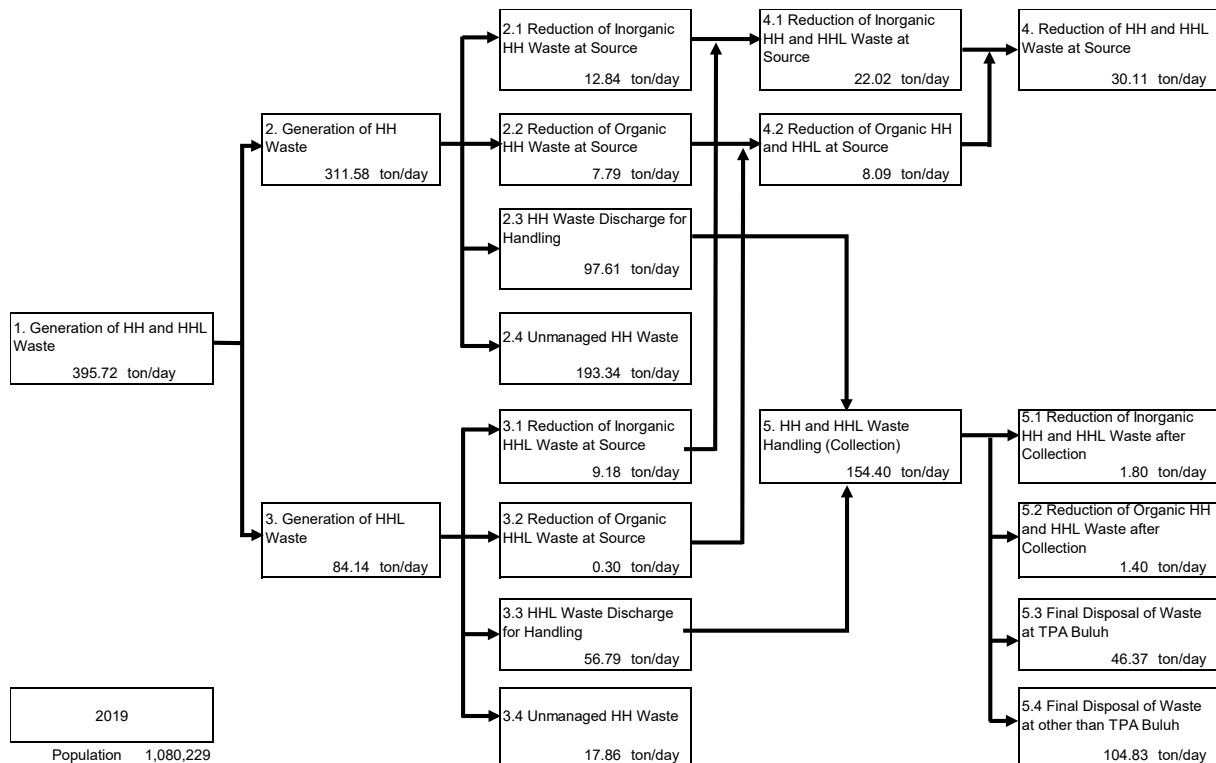 1. Generation of HH and HHL
Waste
395.72 ton/day
2. Generation of HH
Waste
311.58 ton/day
3. Generation of HHL
Waste
84.14 ton/day
2.1 Reduction of Inorganic
HH Waste at Source
12.84 ton/day
2.2 Reduction of Organic
HH Waste at Source
7.79 ton/day
2.3 HH Waste Discharge for
Handling
97.61 ton/day
2.4 Unmanaged HH Waste
193.34 ton/day
3.1 Reduction of Inorganic
HHL Waste at Source
9.18 ton/day
3.2 Reduction of Organic
HHL Waste at Source
0.30 ton/day
3.3 HHL Waste Discharge
for Handling
56.79 ton/day
3.4 Unmanaged HH Waste
17.86 ton/day
4.1 Reduction of Inorganic
HH and HHL Waste at
Source
22.02 ton/day
4.2 Reduction of Organic HH
and HHL at Source
8.09 ton/day
4. Reduction of HH and HHL
Waste at Source
30.11 ton/day
5. HH and HHL Waste
Handling (Collection)
154.40 ton/day
5.1 Reduction of Inorganic
HH and HHL Waste after
Collection
1.80 ton/day
5.2 Reduction of Organic HH
and HHL Waste after
Collection
1.40 ton/day
5.3 Final Disposal of Waste
at TPA Buluh
46.37 ton/day
5.4 Final Disposal of Waste
at other than TPA Buluh
104.83 ton/day
2019
Population 1,080,229